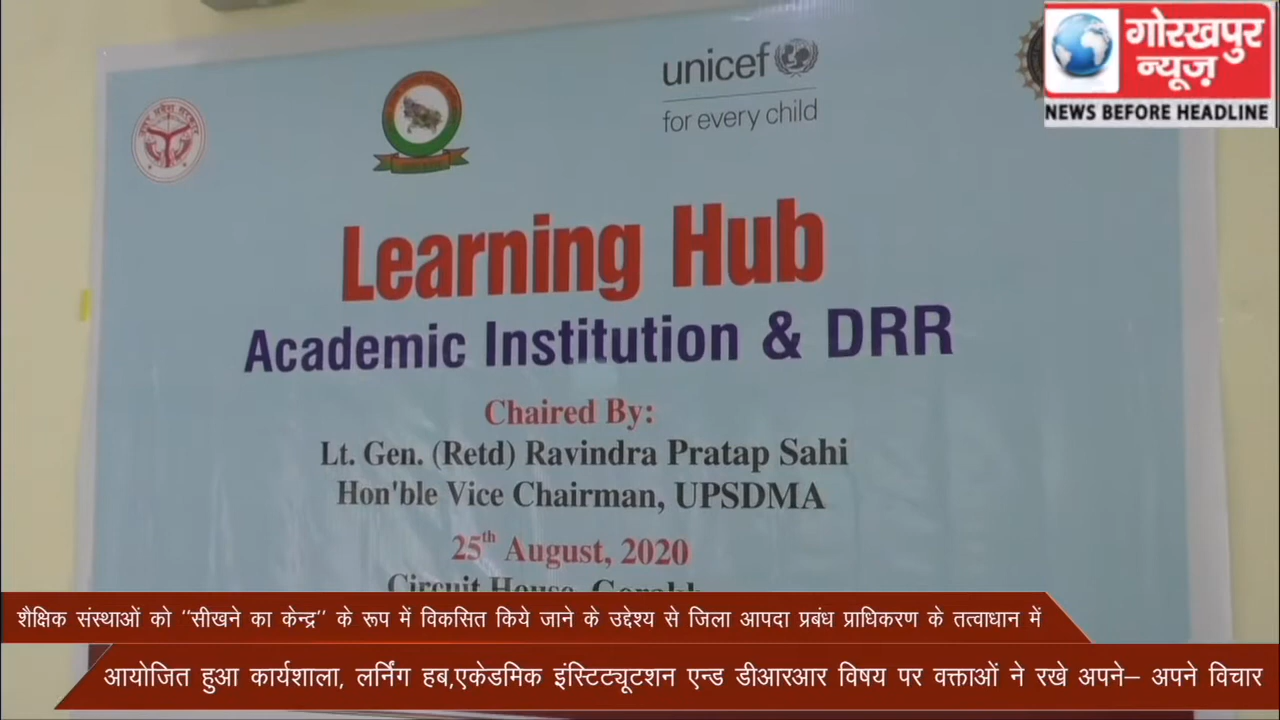 unicef
for every child
गोरखपुर
न्यूज़
NEWS BEFORE HEADLINE
Learning Hub
Academic Institution & DRR
Chaired By:
Lt. Gen. (Retd) Ravindra Pratap Sahi
Hon'ble Vice Chairman, UPSDMA
25th August, 2020
Circuit House,
शैक्षिक संस्थाओं को "सीखने का केन्द्र" के रूप में विकसित किये जाने के उद्देश्य से जिला आपदा प्रबंध प्राधिकरण के तत्वाधान में
आयोजित हुआ कार्यशाला, लर्निंग हब,एकेडमिक इंस्टिट्यूटशन एन्ड डीआरआर विषय पर वक्ताओं ने रखे अपने– अपने विचार